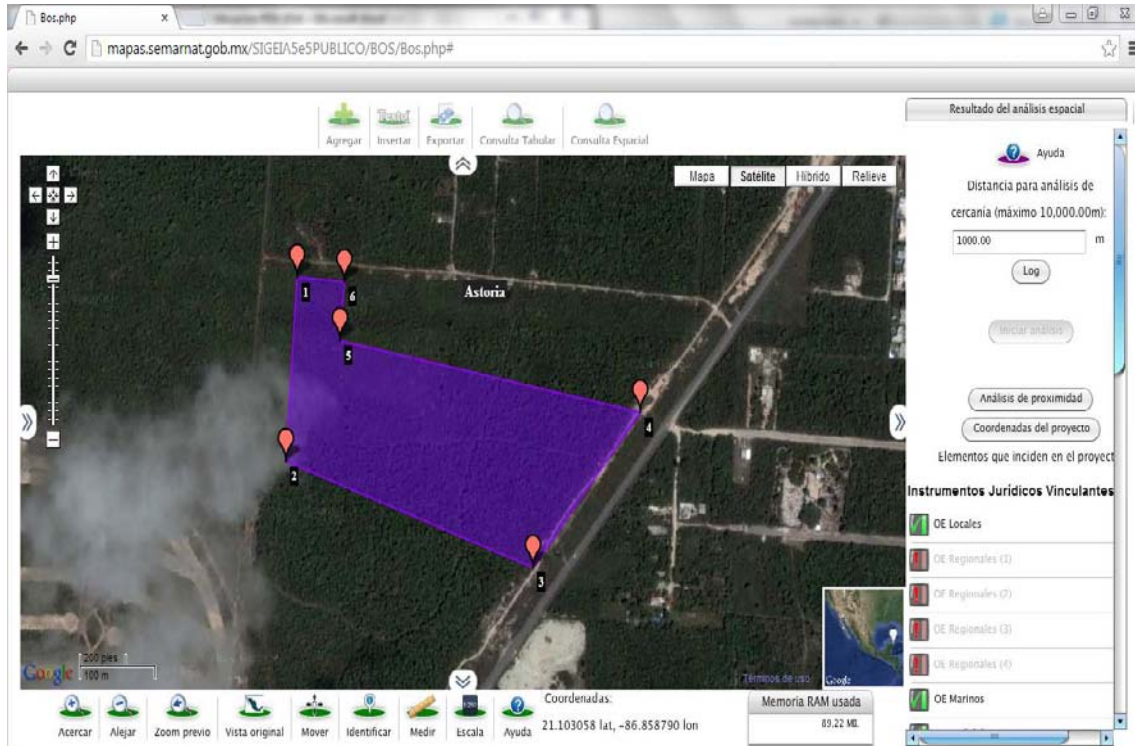 Bos.php x
mapas.semarnat.gob.mx/SIGEIA5e5PUBLICO/BOS/Bos.php#
Agregar Insertar Exportar Consulta Tabular Consulta Espacial
Resultado del análisis espacial
Ayuda
Distancia para análisis de
cercanía (máximo 10,000.00m):
1000.00 m
Log
Iniciar análisis
Análisis de proximidad
Coordenadas del proyecto
Elementos que inciden en el proyect
Instrumentos Jurídicos Vinculantes
OE Locales
OE Regionales (1)
OE Regionales (2)
OE Regionales (3)
OE Regionales (4)
OE Marinos
Mapa Satélite Híbrido Relieve
1
6
Astoria
5
4
2
3
Google
200 pies
100 m
Términos de uso
Google
Acercar Alejar Zoom previo Vista original Mover Identificar Medir Escala Ayuda
Coordenadas:
21.103058 lat, -86.858790 lon
Memoria RAM usada
89.22 MB.